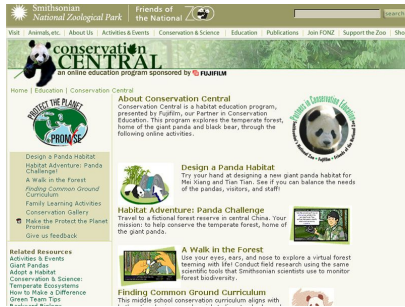 Smithsonian
National Zoological Park
Friends of
the National ZOO
search
Visit | Animals, etc. | About Us | Activities & Events | Conservation & Science | Education | Publications | Join FONZ | Support the Zoo | Sho
conservation
CENTRAL
an online education program sponsored by FUJIFILM
Home | Education | Conservation Central
PROTECT THE PLANET
PROMISE
Design a Panda Habitat
Habitat Adventure: Panda
Challenge!
A Walk in the Forest
Finding Common Ground
Curriculum
Family Learning Activities
Conservation Gallery
Make the Protect the Planet
Promise
Give us feedback
Related Resources
Activities & Events
Giant Pandas
Adopt a Habitat
Conservation & Science:
Temperate Ecosystems
How to Make a Difference
Green Team Tips
About Conservation Central
Conservation Central is a habitat education program,
presented by Fujifilm, our Partner in Conservation
Education. This program explores the temperate forest,
home of the giant panda and black bear, through the
following online activities.
Partners in Conservation Education
Design a Panda Habitat
Try your hand at designing a new giant panda habitat for
Mei Xiang and Tian Tian. See if you can balance the needs
of the pandas, visitors, and staff!
Habitat Adventure: Panda Challenge
Travel to a fictional forest reserve in central China. Your
mission: to help conserve the temperate forest, home of
the giant panda.
A Walk in the Forest
Use your eyes, ears, and nose to explore a virtual forest
teeming with life! Conduct field research using the same
scientific tools that Smithsonian scientists use to monitor
forest biodiversity.
Finding Common Ground Curriculum
This middle school conservation curriculum aligns with